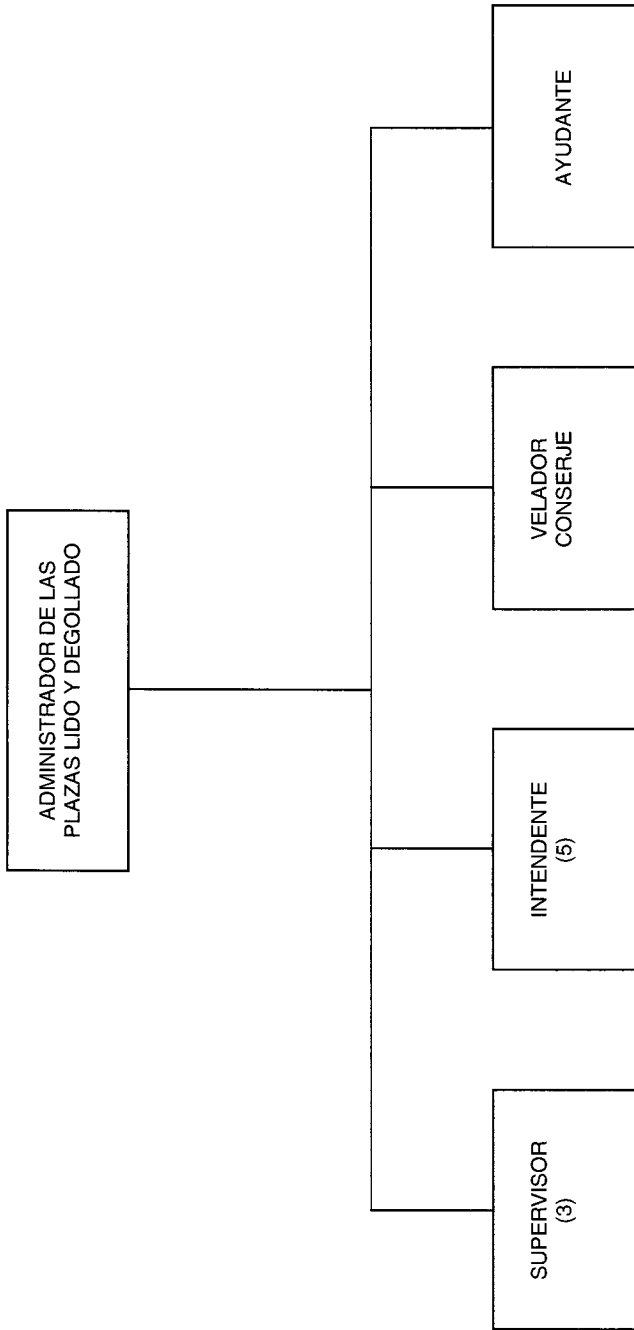 ADMINISTRADOR DE LAS
PLAZAS LIDO Y DEGOLLADO
SUPERVISOR
(3)
INTENDENTE
(5)
VELADOR
CONSERJE
AYUDANTE